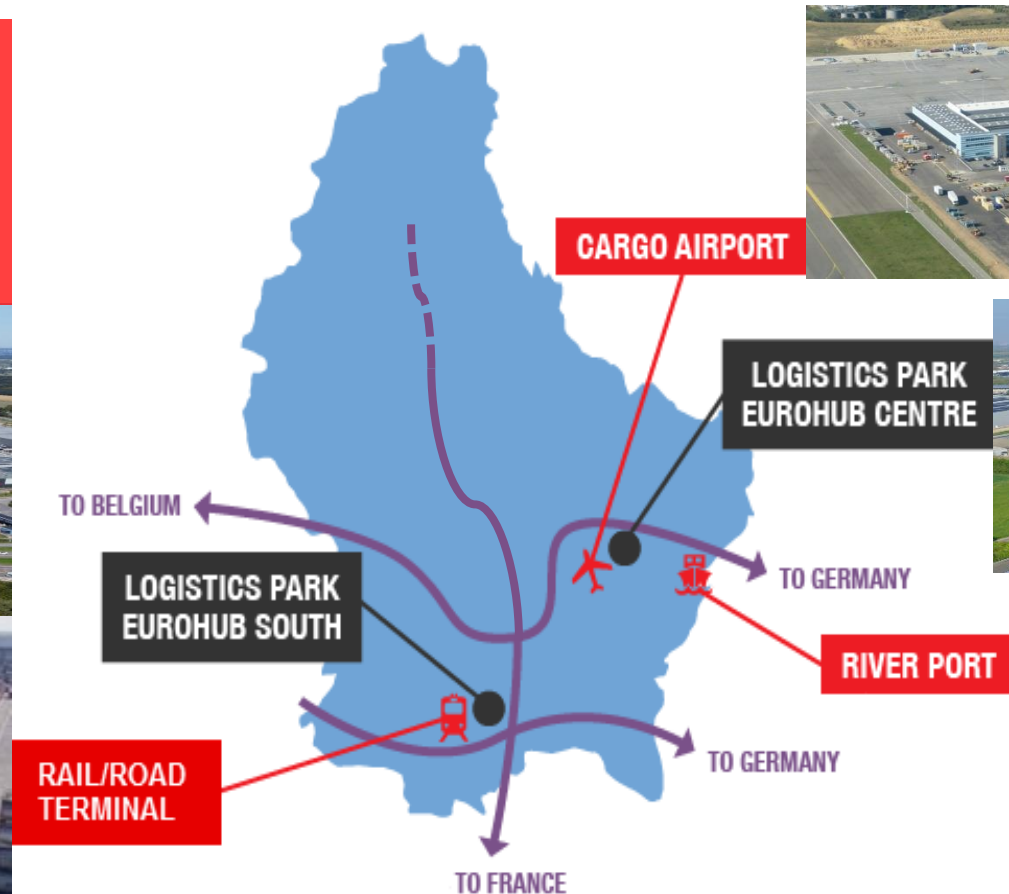 CARGO AIRPORT
LOGISTICS PARK
EUROHUB CENTRE
TO BELGIUM
LOGISTICS PARK
EUROHUB SOUTH
TO GERMANY
RIVER PORT
RAIL/ROAD
TERMINAL
TO GERMANY
TO FRANCE